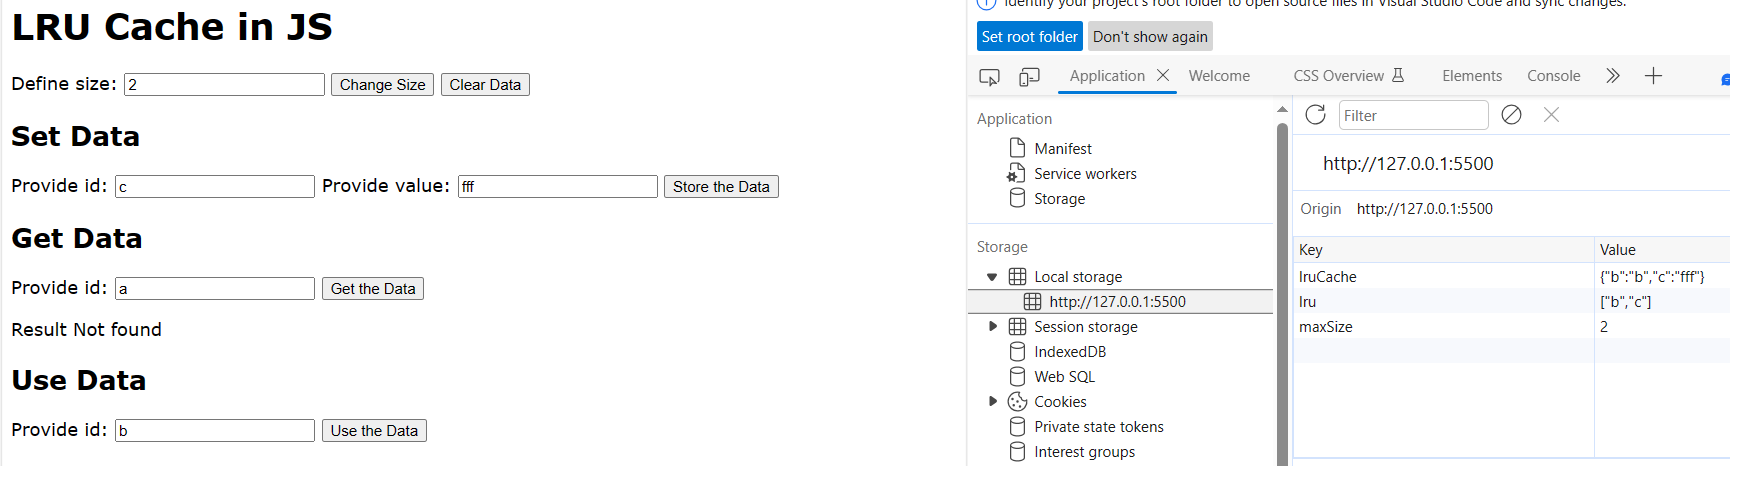 LRU Cache in JS
Define size: 2 Change Size Clear Data
Set Data
Provide id: c Provide value: fff Store the Data
Get Data
Provide id: a Get the Data
Result Not found
Use Data
Provide id: b Use the Data
Identify your project's root folder to open source files in Visual Studio Code and sync changes.
Set root folder Don't show again
Application Welcome CSS Overview Elements Console
Application
Manifest
Service workers
Storage
Storage
Local storage
http://127.0.0.1:5500
Session storage
IndexedDB
Web SQL
Cookies
Private state tokens
Interest groups
Filter
http://127.0.0.1:5500
Origin http://127.0.0.1:5500
Key Value
lruCache {"b":"b","c":"fff"}
lru ["b","c"]
maxSize 2